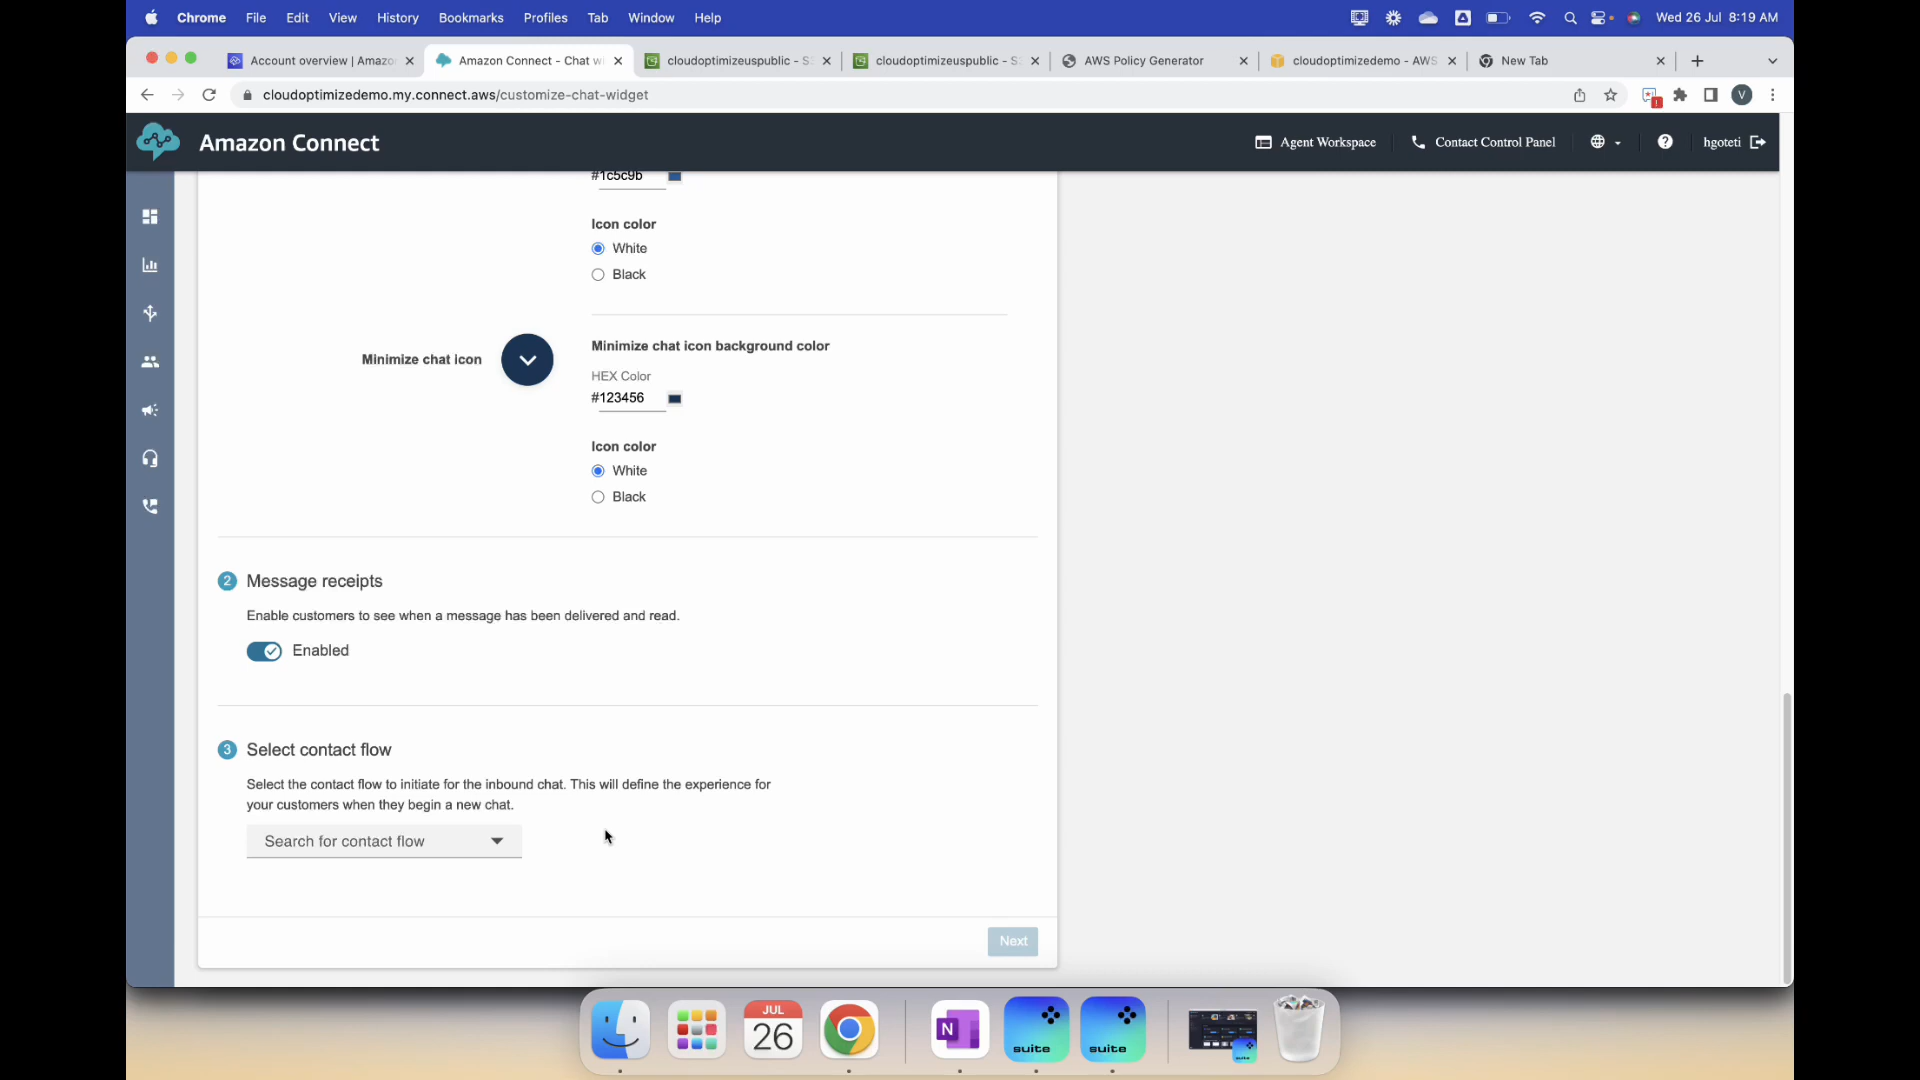 Chrome File Edit View History Bookmarks Profiles Tab Window Help Wed 26 Jul 8:19 AM
Account overview | Amazo
Amazon Connect - Chat wi
cloudoptimizeuspublic - S
cloudoptimizeuspublic - S
AWS Policy Generator
cloudoptimizedemo - AWS
New Tab
cloudoptimizedemo.my.connect.aws/customize-chat-widget
V
Amazon Connect
Agent Workspace
Contact Control Panel
hgoteti
#1c5c9b
Icon color
White
Black
Minimize chat icon
Minimize chat icon background color
HEX Color
#123456
Icon color
White
Black
2 Message receipts
Enable customers to see when a message has been delivered and read.
Enabled
3 Select contact flow
Select the contact flow to initiate for the inbound chat. This will define the experience for
your customers when they begin a new chat.
Search for contact flow
Next
JUL
26
N
suite
suite
suite